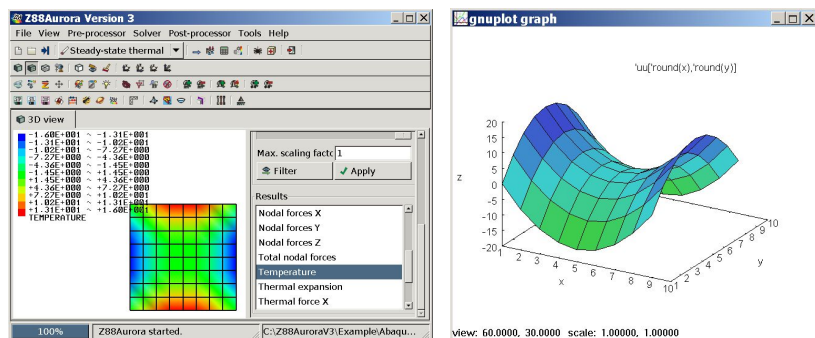 Z88Aurora Version 3
File View Pre-processor Solver Post-processor Tools Help
Steady-state thermal
3D view
-1.60E+001 ~ -1.31E+001
-1.31E+001 ~ -1.02E+001
-1.02E+001 ~ -7.27E+000
-7.27E+000 ~ -4.36E+000
-4.36E+000 ~ -1.45E+000
-1.45E+000 ~ +1.45E+000
+1.45E+000 ~ +4.36E+000
+4.36E+000 ~ +7.27E+000
+7.27E+000 ~ +1.02E+001
+1.02E+001 ~ +1.31E+001
+1.31E+001 ~ +1.60E+001
TEMPERATURE
Max. scaling factc 1
Filter Apply
Results
Nodal forces X
Nodal forces Y
Nodal forces Z
Total nodal forces
Temperature
Thermal expansion
Thermal force X
100% Z88Aurora started. C:\Z88AuroraV3\Example\Abaqu...
gnuplot graph
'uu['round(x),'round(y)]
20
15
10
5
0
-5
-10
-15
-20
z
1 2 3 4 5 6 7 8 9 10
x
1 2 3 4 5 6 7 8 9 10
y
view: 60.0000, 30.0000 scale: 1.00000, 1.00000